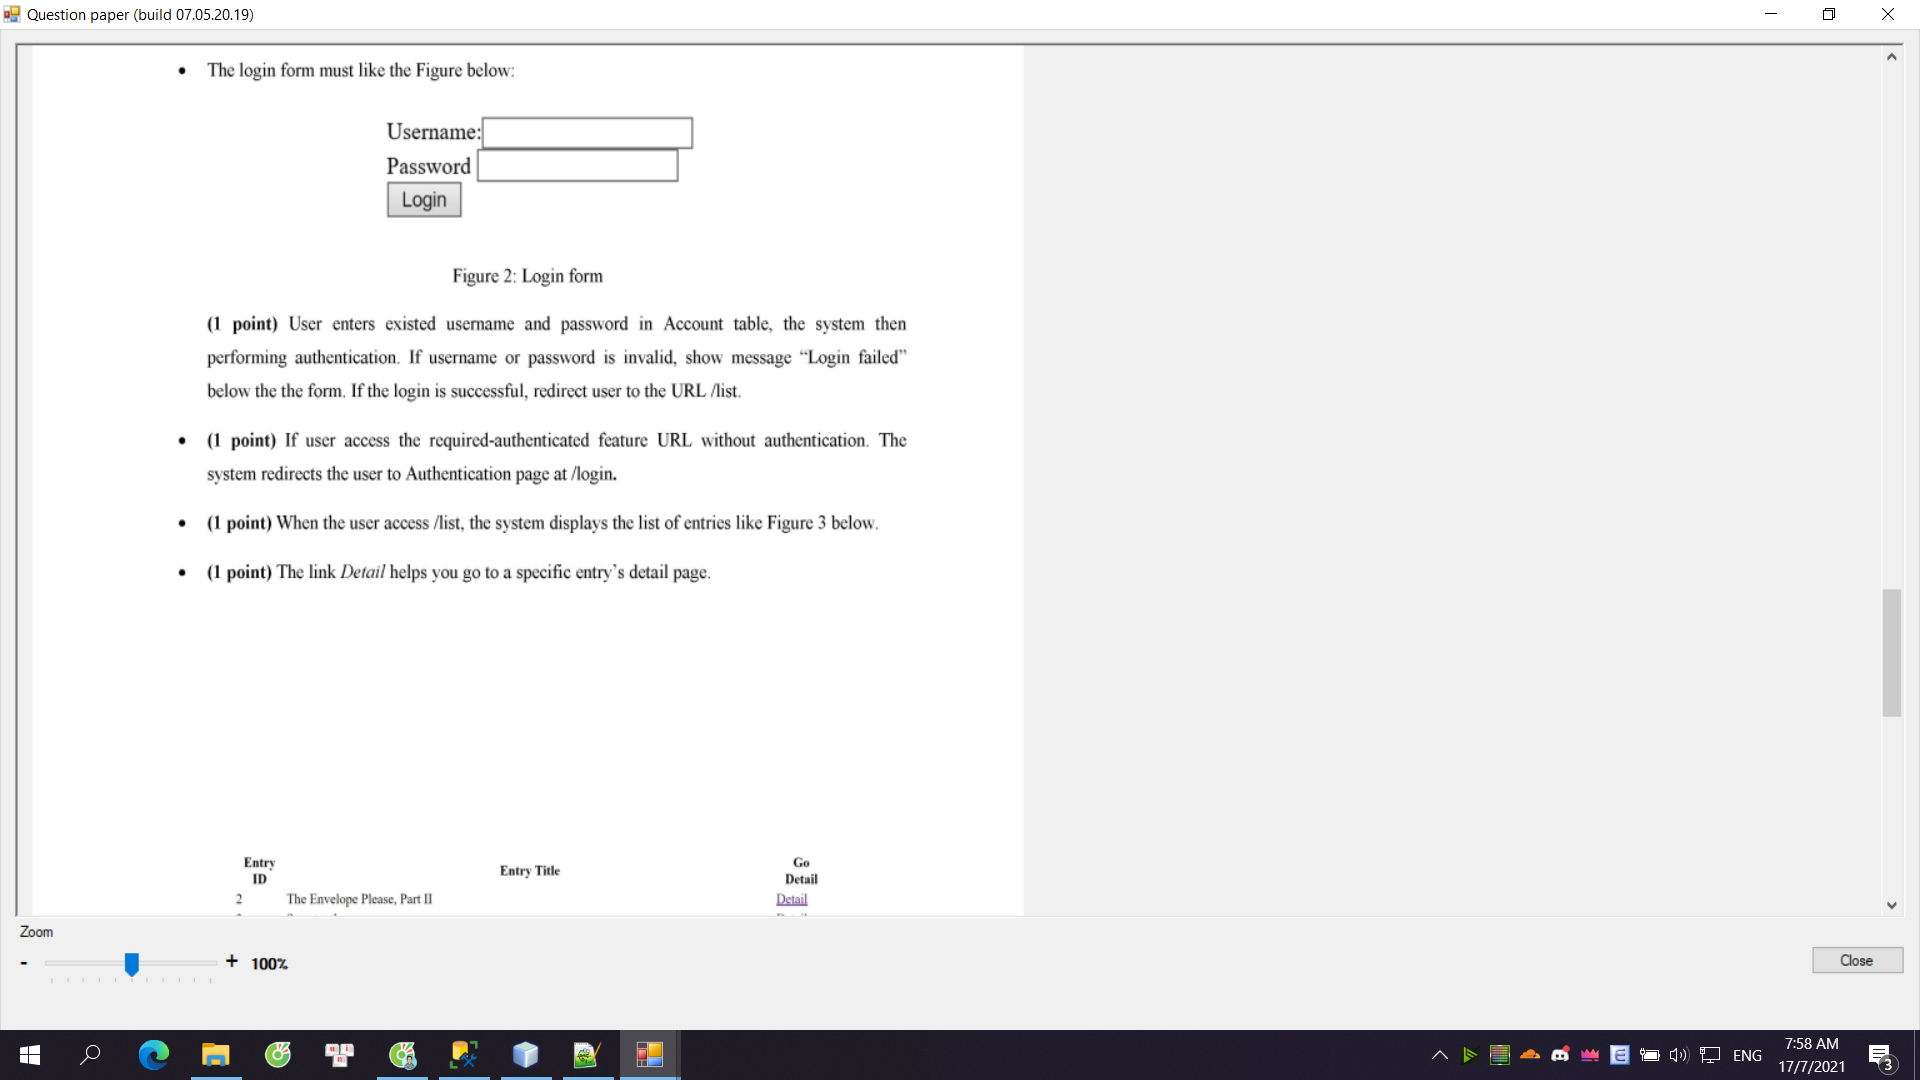 Question paper (build 07.05.20.19)
• The login form must like the Figure below:
Username:
Password
Login
Figure 2: Login form
(1 point) User enters existed username and password in Account table, the system then
performing authentication. If username or password is invalid, show message “Login failed”
below the the form. If the login is successful, redirect user to the URL /list.
• (1 point) If user access the required-authenticated feature URL without authentication. The
system redirects the user to Authentication page at /login.
• (1 point) When the user access /list, the system displays the list of entries like Figure 3 below.
• (1 point) The link Detail helps you go to a specific entry’s detail page.
Entry ID Entry Title Go Detail
2 The Envelope Please, Part II Detail
Zoom
- + 100%
Close
ENG
7:58 AM
17/7/2021
3